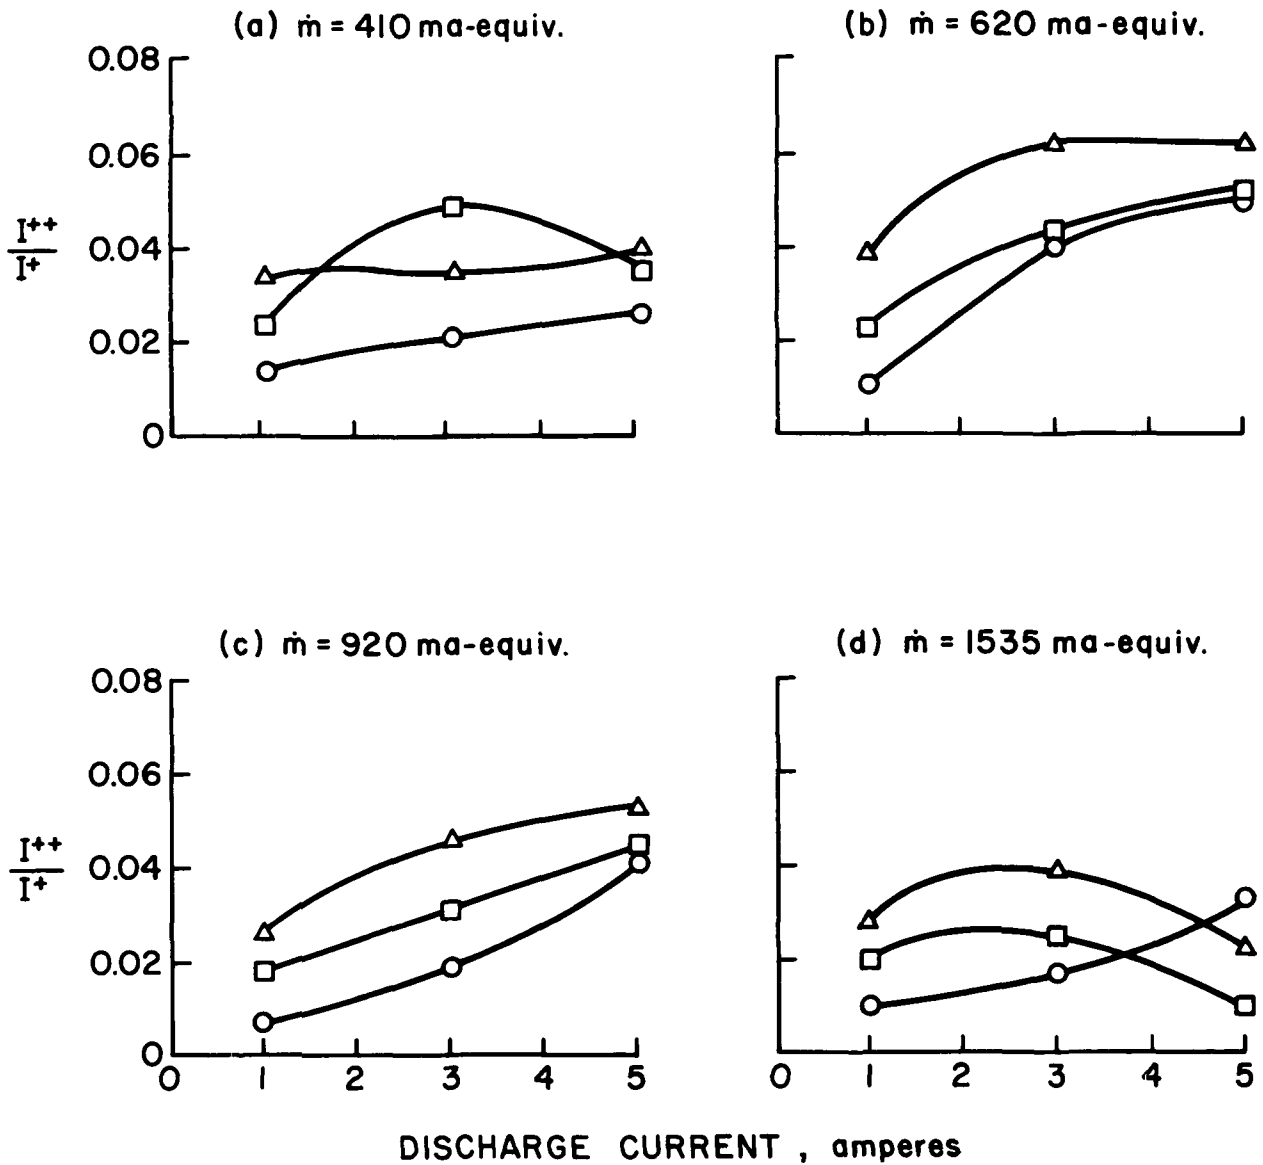 (a) ṁ = 410 ma-equiv.
(b) ṁ = 620 ma-equiv.
0.08
0.06
I++
I+
0.04
0.02
0
(c) ṁ = 920 ma-equiv.
(d) ṁ = 1535 ma-equiv.
0.08
0.06
I++
I+
0.04
0.02
0
0 1 2 3 4 5
0 1 2 3 4 5
DISCHARGE CURRENT, amperes